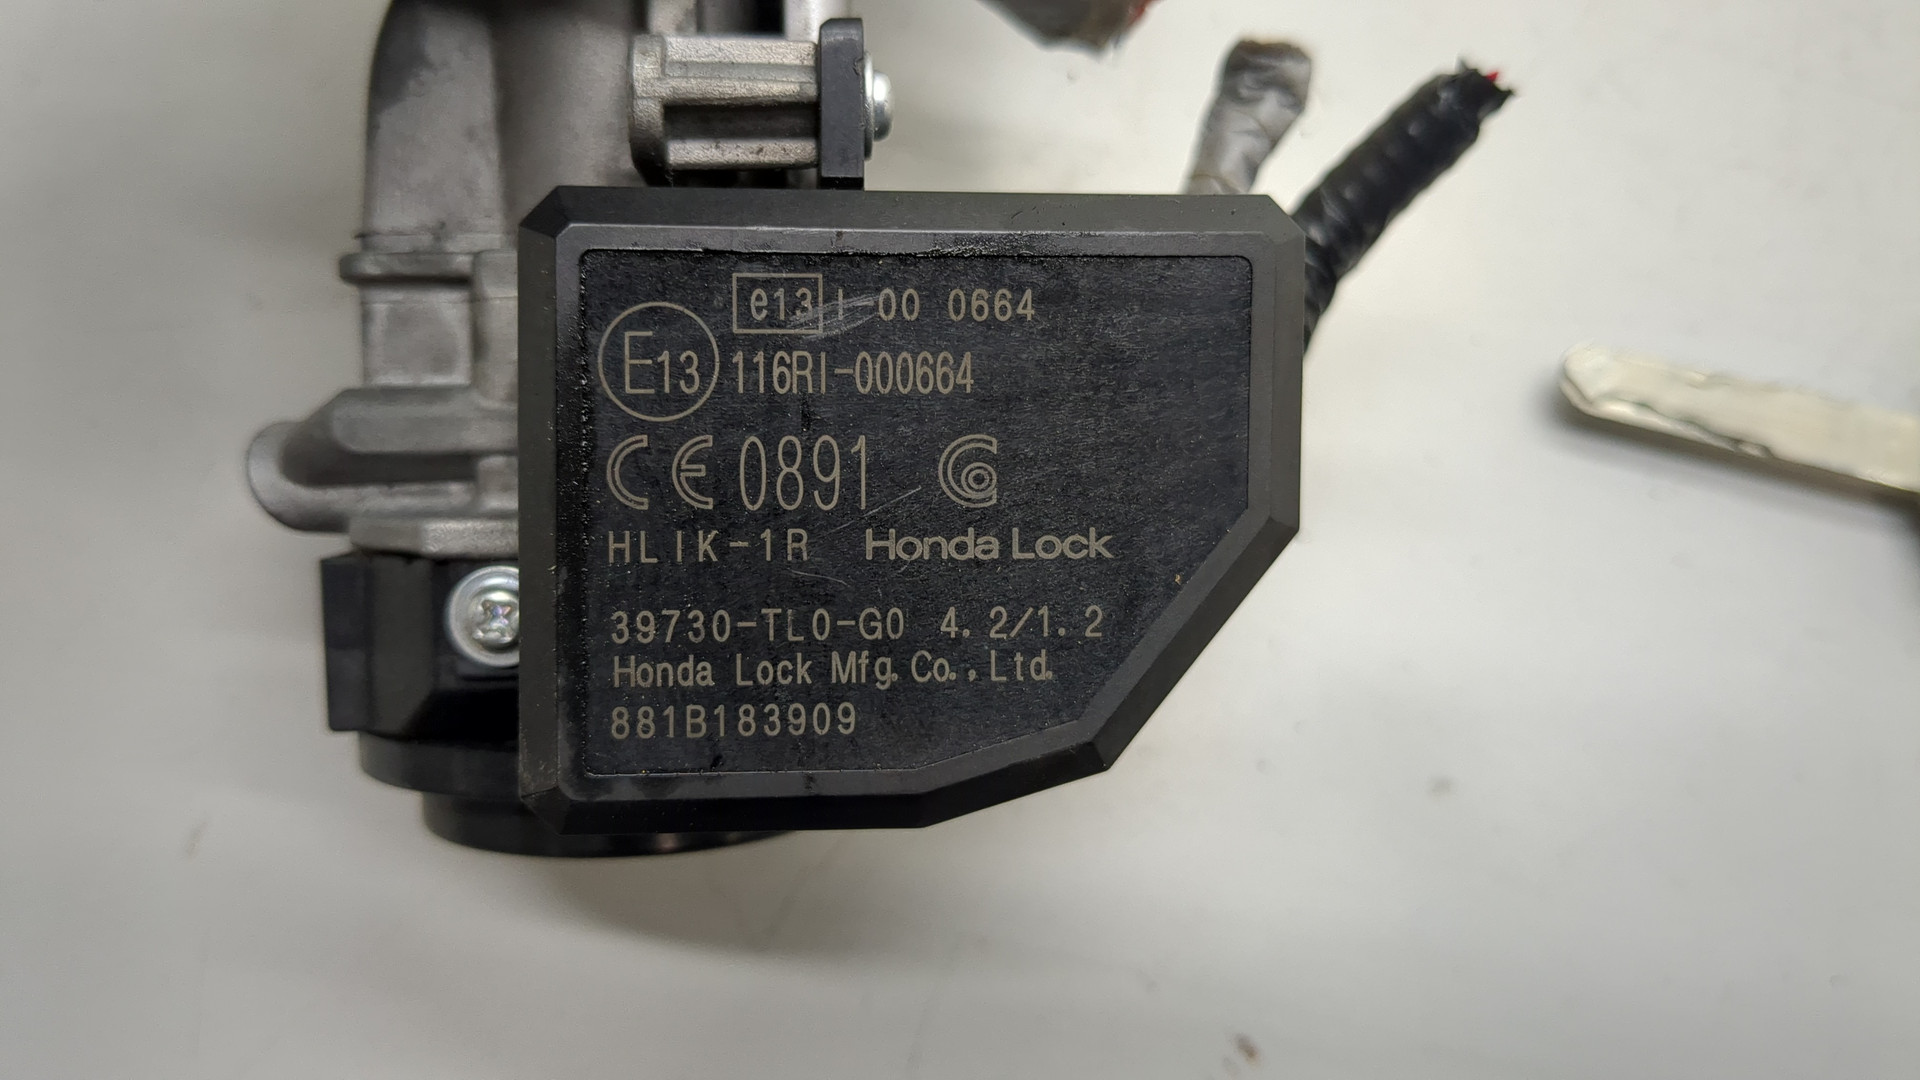 e13 I-00 0664
E13 116RI-000664
CE 0891
HLIK-1R Honda Lock
39730-TL0-G0 4.2/1.2
Honda Lock Mfg. Co., Ltd.
881B183909